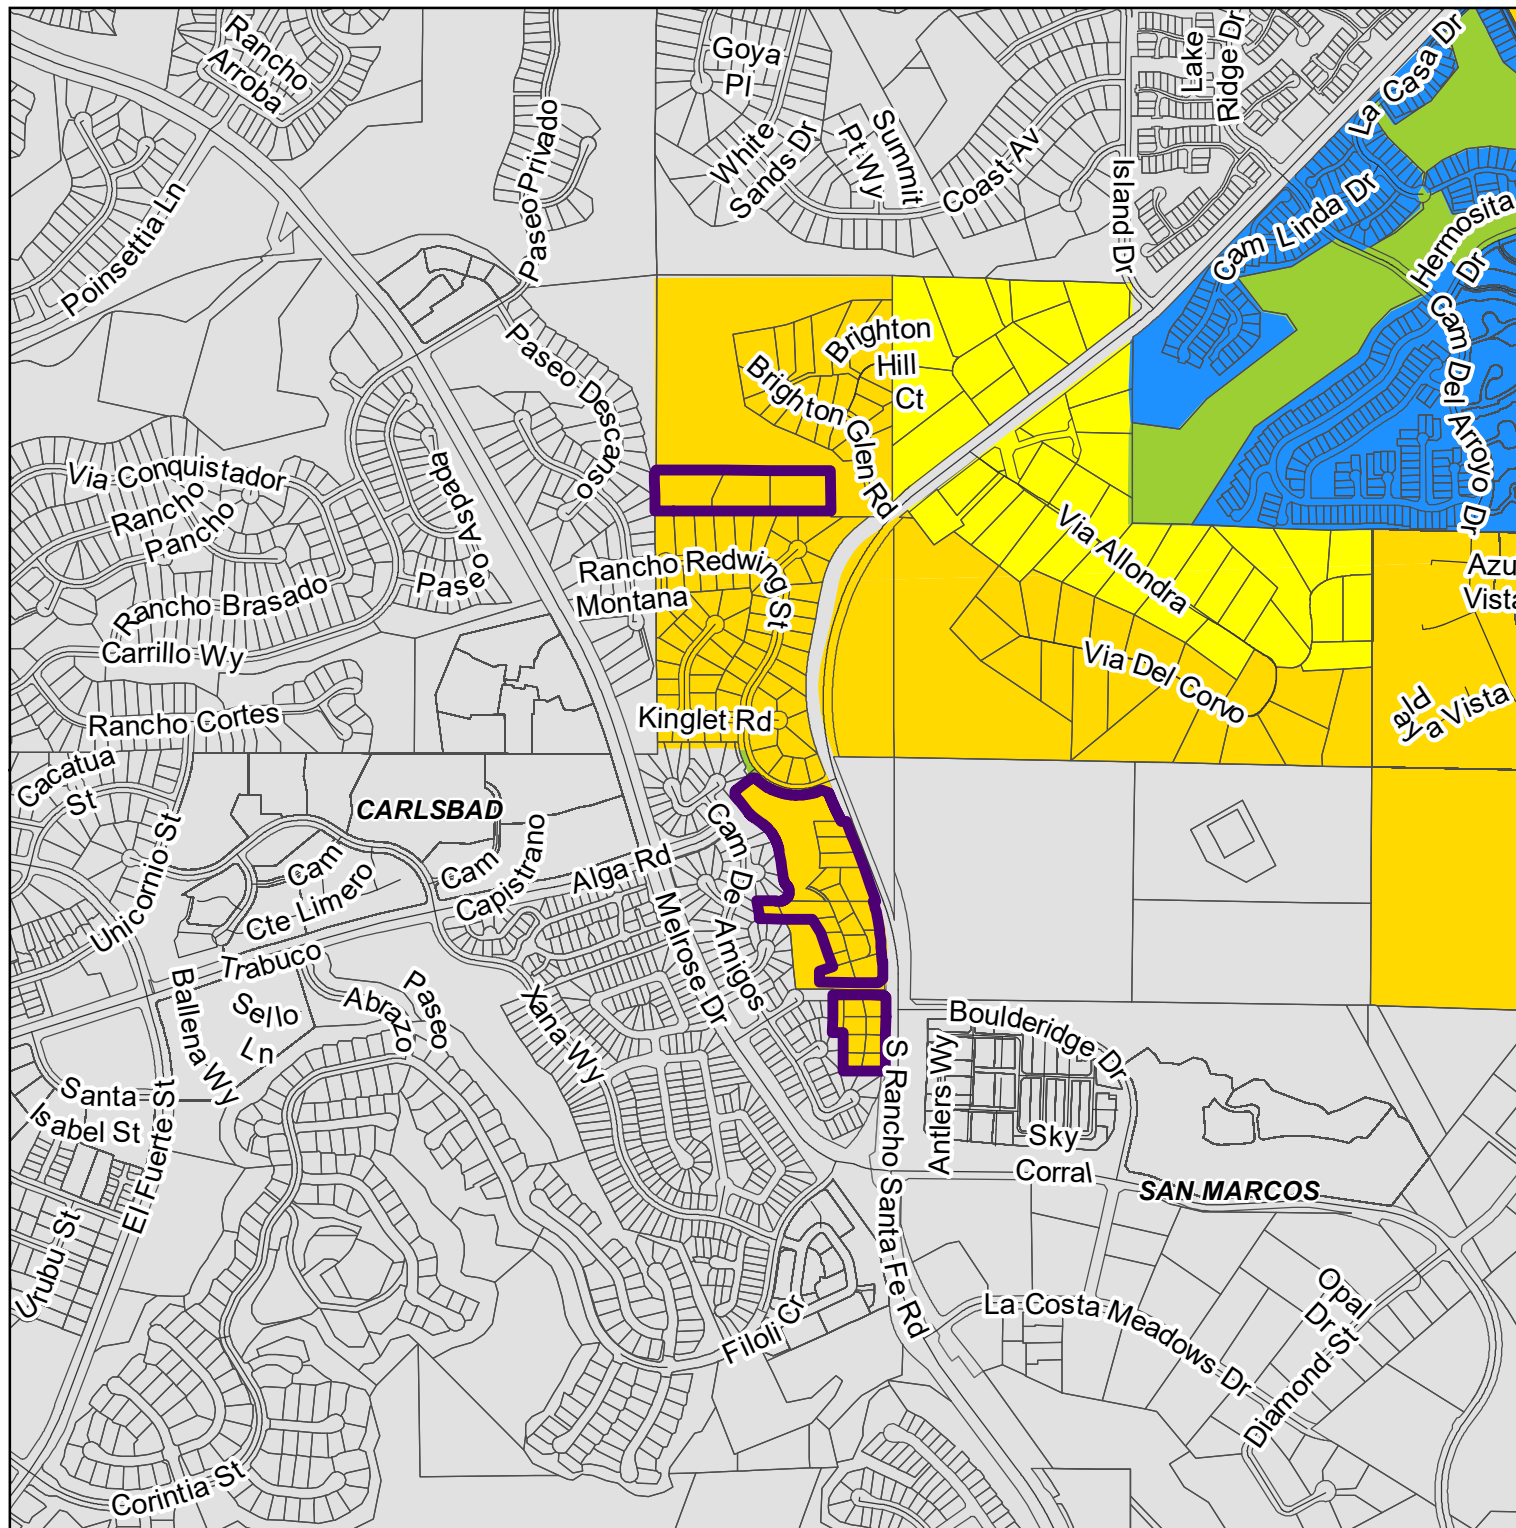 Rancho
Arroba
Goya
Pl
Lake
Ridge Dr
La Casa Dr
Paseo Privado
White
Sands Dr
Summit
Pt Wy
Coast Av
Island Dr
Cam Linda Dr
Hermosita
Dr
Poinsettia Ln
Cam Del Arroyo Dr
Paseo Descanso
Brighton
Hill
Ct
Brighton Glen Rd
Via Conquistador
Rancho
Pancho
Paseo Aspada
Rancho Brasado
Carrillo Wy
Rancho Cortes
Rancho
Montana
Redwing St
Kinglet Rd
Via Allondra
Via Del Corvo
Azu
Vista
Pla
ya Vista
Cacatua
St
CARLSBAD
Unicornio St
Cam
Cte Limero
Cam
Capistrano
Alga Rd
Cam De Amigos
Melrose Dr
Trabuco
Ballena Wy
Sello
Ln
Abrazo
Paseo
Xana Wy
Santa
Isabel St
El Fuerte St
Urubu St
Boulderidge Dr
Antlers Wy
Sky
Corral
SAN MARCOS
S Rancho Santa Fe Rd
Filoli Cr
La Costa Meadows Dr
Opal
Dr
Diamond St
Corintia St